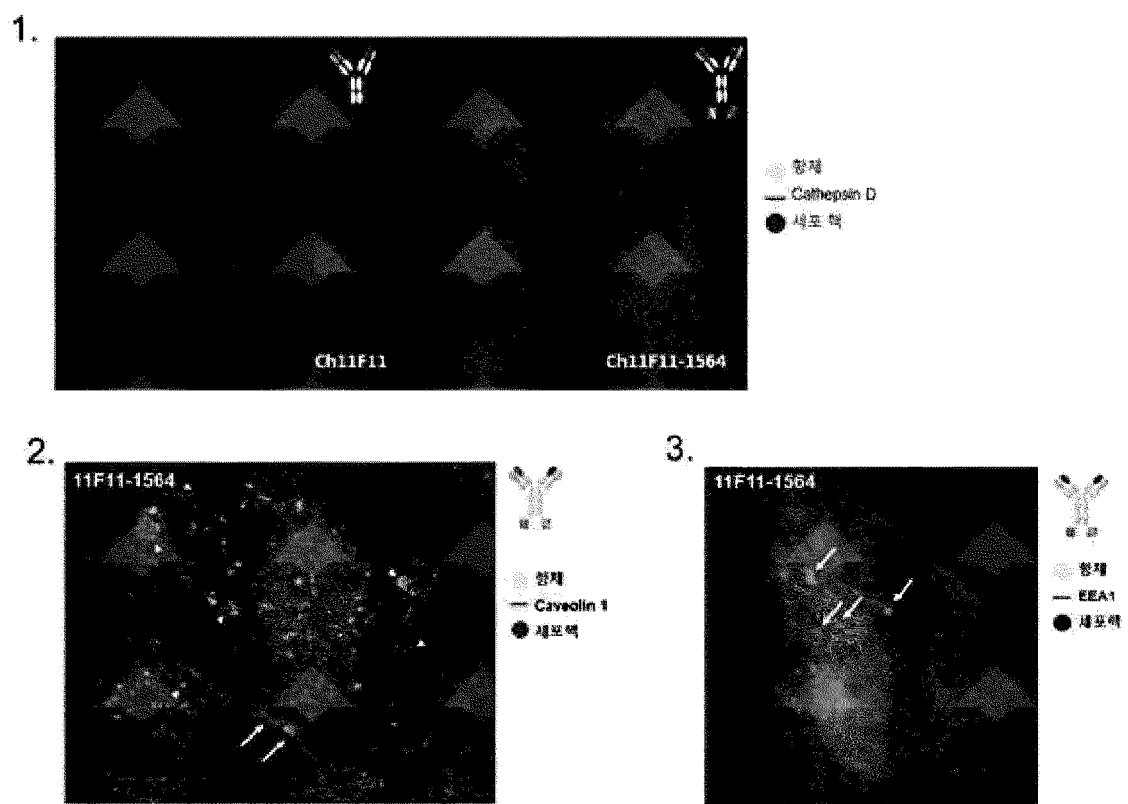 1.
항체
Cathepsin D
세포 핵
Ch11F11
Ch11F11-1564
2.
11F11-1564
항체
Caveolin 1
세포핵
3.
11F11-1564
항체
EEA1
세포핵